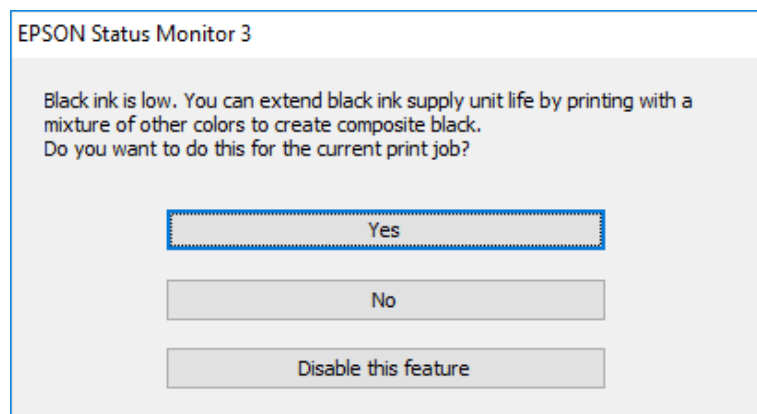 EPSON Status Monitor 3
Black ink is low. You can extend black ink supply unit life by printing with a
mixture of other colors to create composite black.
Do you want to do this for the current print job?
Yes
No
Disable this feature